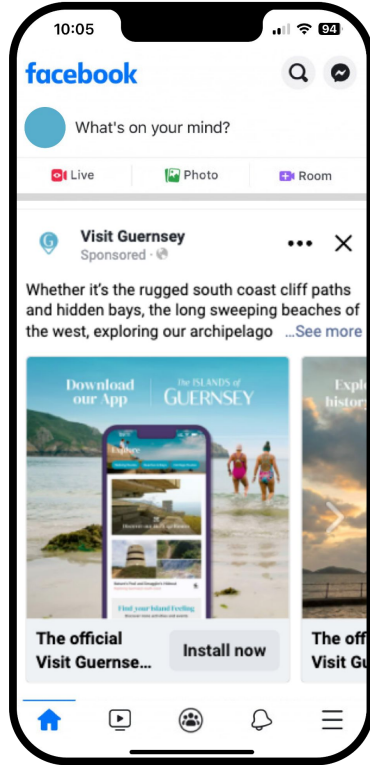 10:05
94
facebook
What's on your mind?
Live
Photo
Room
Visit Guernsey
Sponsored ·
Whether it's the rugged south coast cliff paths
and hidden bays, the long sweeping beaches of
the west, exploring our archipelago ...See more
Download
our App
The ISLANDS of
GUERNSEY
Expl
histor
Explore
Find your Island Feeling
The official
Visit Guernse...
Install now
The off
Visit Gu